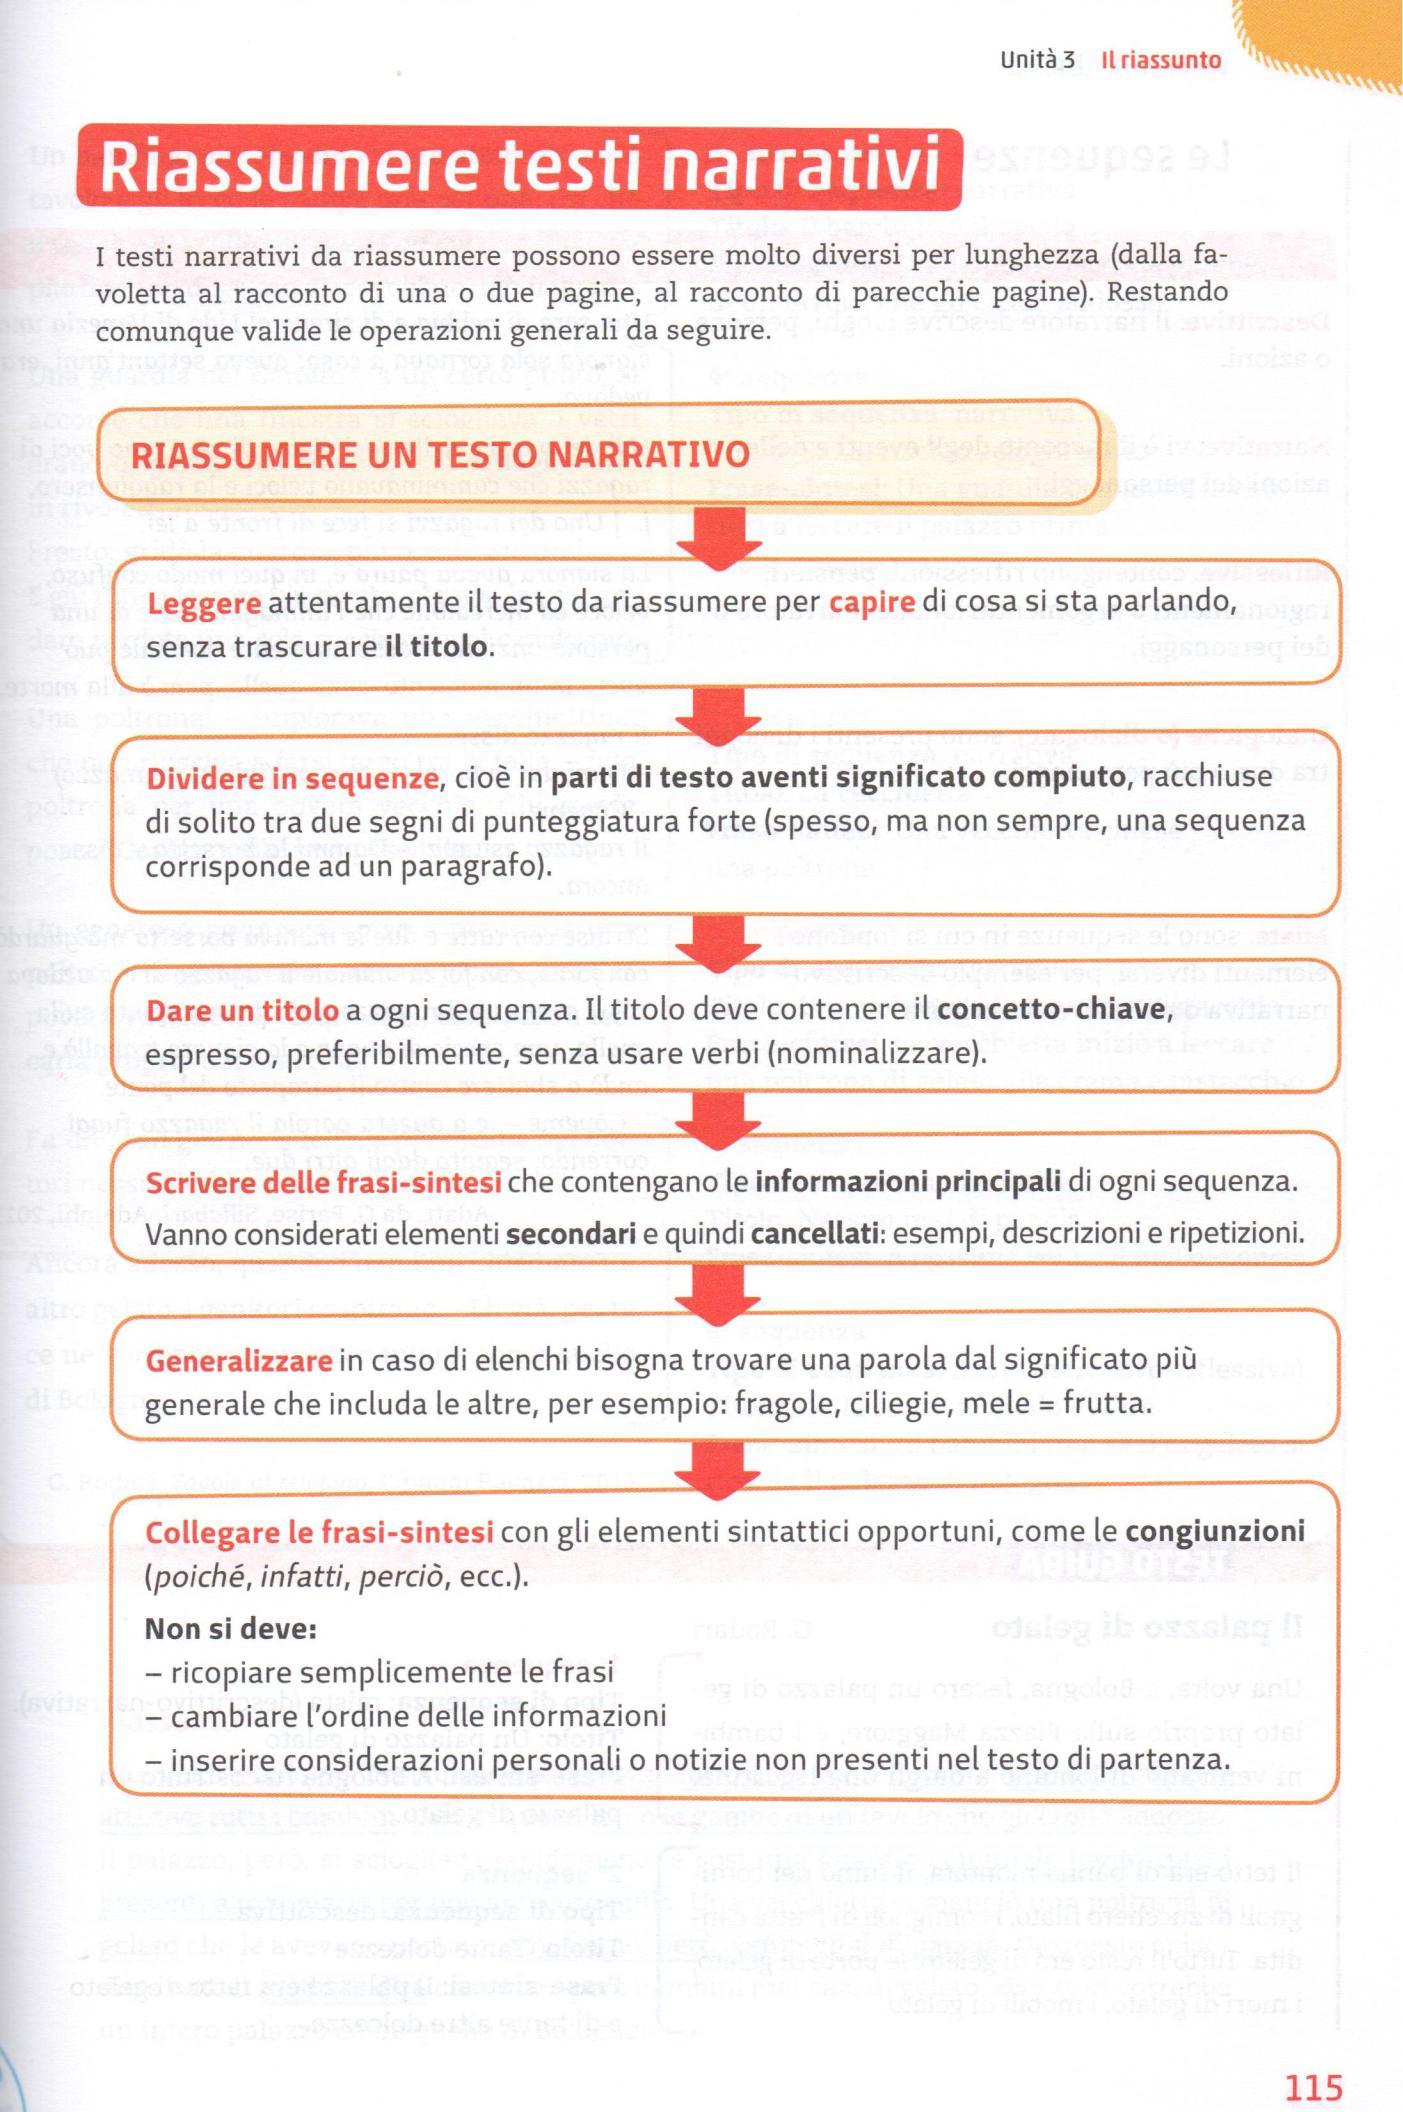 Unità 3 Il riassunto
Riassumere testi narrativi
I testi narrativi da riassumere possono essere molto diversi per lunghezza (dalla fa-
voletta al racconto di una o due pagine, al racconto di parecchie pagine). Restando
comunque valide le operazioni generali da seguire.
RIASSUMERE UN TESTO NARRATIVO
Leggere attentamente il testo da riassumere per capire di cosa si sta parlando,
senza trascurare il titolo.
Dividere in sequenze, cioè in parti di testo aventi significato compiuto, racchiuse
di solito tra due segni di punteggiatura forte (spesso, ma non sempre, una sequenza
corrisponde ad un paragrafo).
Dare un titolo a ogni sequenza. Il titolo deve contenere il concetto-chiave,
espresso, preferibilmente, senza usare verbi (nominalizzare).
Scrivere delle frasi-sintesi che contengano le informazioni principali di ogni sequenza.
Vanno considerati elementi secondari e quindi cancellati: esempi, descrizioni e ripetizioni.
Generalizzare in caso di elenchi bisogna trovare una parola dal significato più
generale che includa le altre, per esempio: fragole, ciliegie, mele = frutta.
Collegare le frasi-sintesi con gli elementi sintattici opportuni, come le congiunzioni
(poiché, infatti, perciò, ecc.).
Non si deve:
– ricopiare semplicemente le frasi
– cambiare l'ordine delle informazioni
– inserire considerazioni personali o notizie non presenti nel testo di partenza.
115